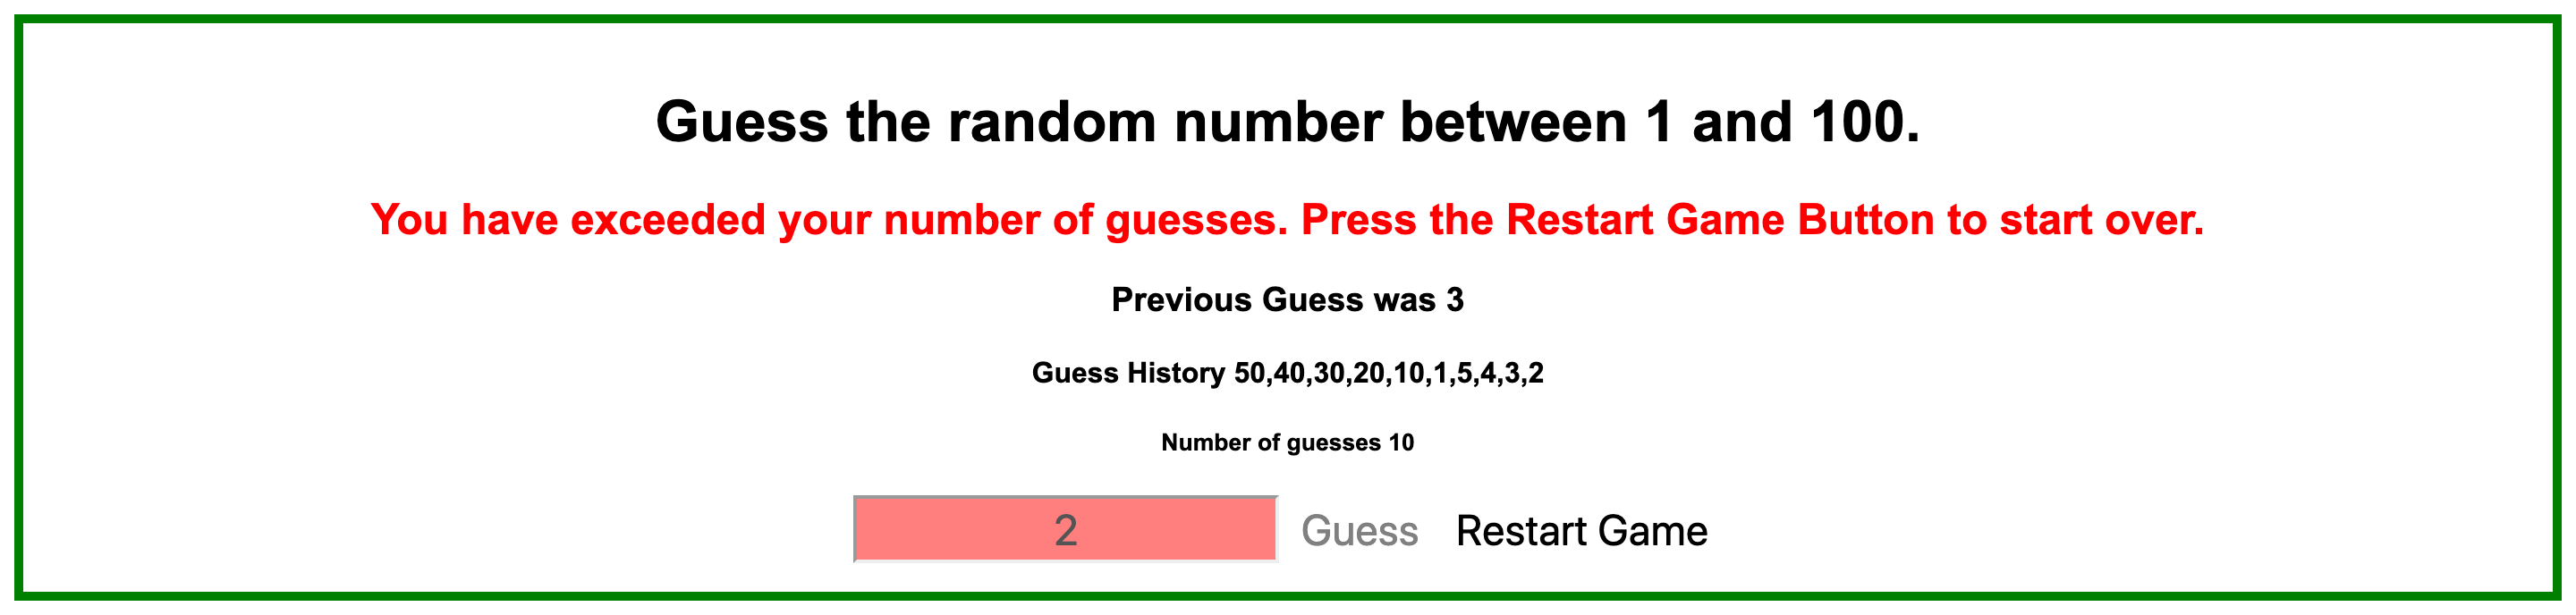 Guess the random number between 1 and 100.
You have exceeded your number of guesses. Press the Restart Game Button to start over.
Previous Guess was 3
Guess History 50,40,30,20,10,1,5,4,3,2
Number of guesses 10
2 Guess Restart Game